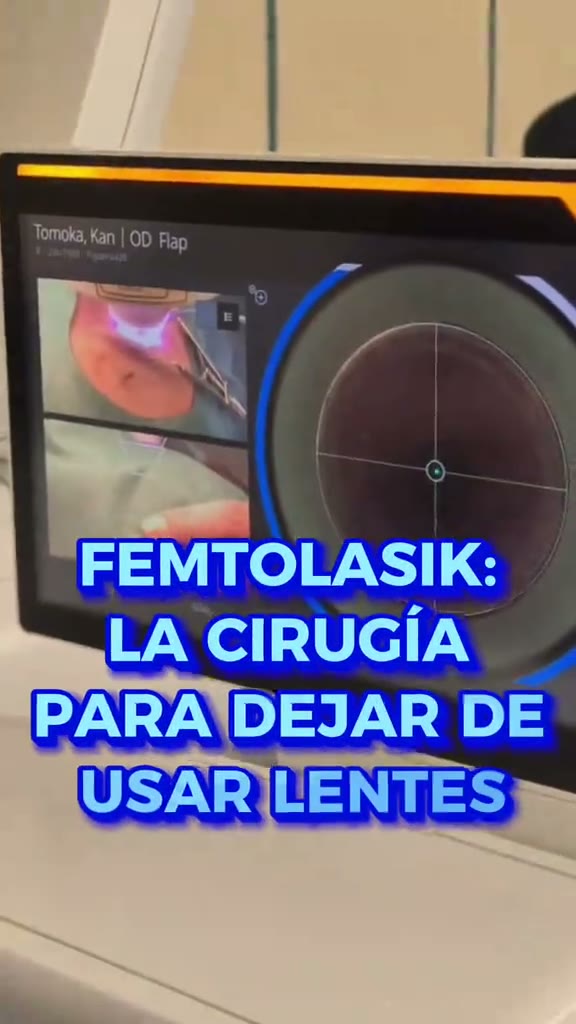 Tomoka, Kan | OD Flap
FEMTOLASIK:
LA CIRUGÍA
PARA DEJAR DE
USAR LENTES